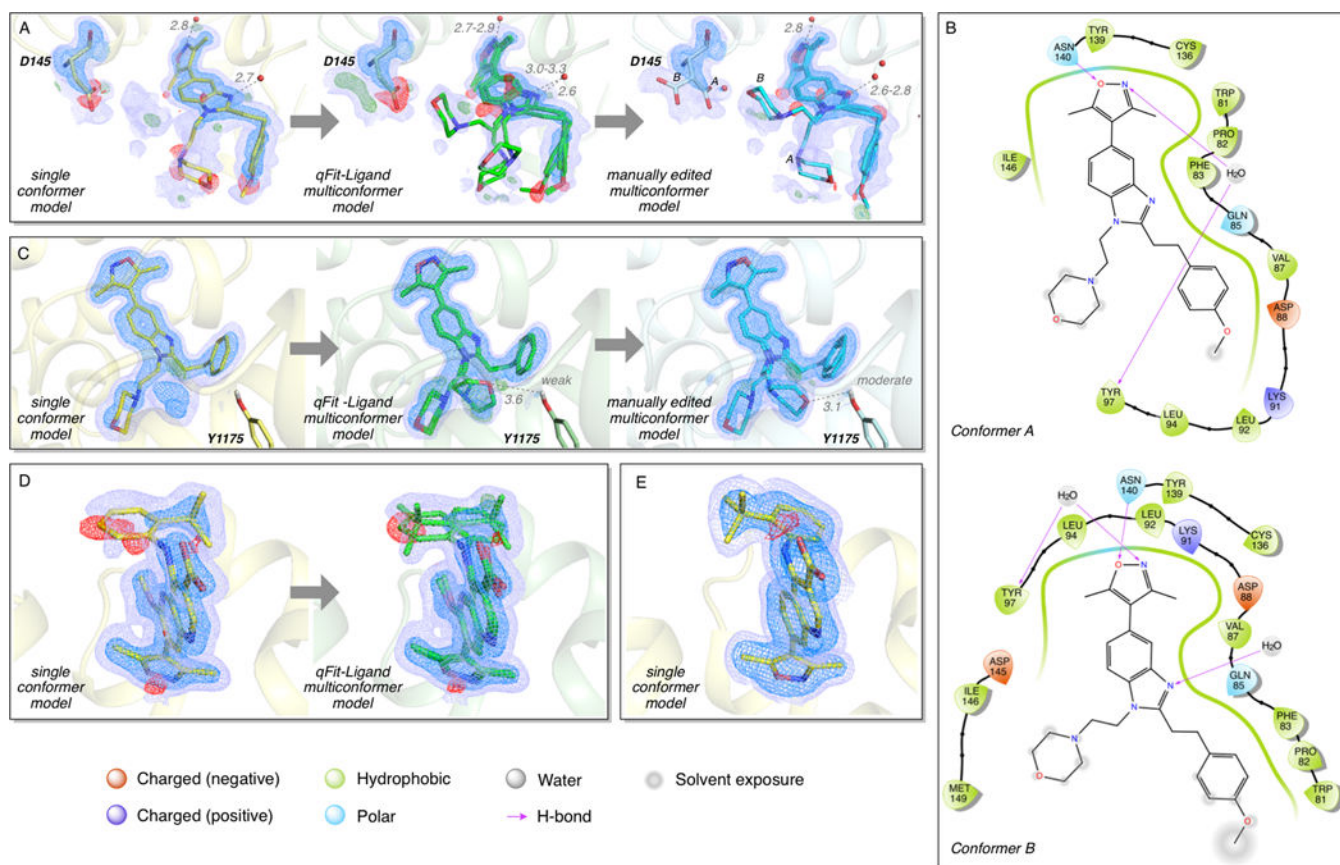 A
D145
2.8
2.7
single
conformer
model
D145
2.7-2.9
3.0-3.3
2.6
qFit-Ligand
multiconformer
model
D145
B
A
B
A
2.8
2.6-2.8
manually edited
multiconformer
model
B
ASN
140
TYR
139
CYS
136
TRP
81
PRO
82
PHE
83
H₂O
ILE
146
GLN
85
VAL
87
ASP
88
LYS
91
LEU
92
LEU
94
TYR
97
O
N
N
N
N
O
O
Conformer A
C
single
conformer
model
Y1175
weak
3.6
qFit -Ligand
multiconformer
model
Y1175
moderate
3.1
manually edited
multiconformer
model
Y1175
D
single
conformer
model
qFit-Ligand
multiconformer
model
E
single
conformer
model
H₂O
ASN
140
TYR
139
LEU
94
LEU
92
LYS
91
CYS
136
TYR
97
ASP
88
VAL
87
H₂O
ASP
145
GLN
85
ILE
146
PHE
83
PRO
82
MET
149
TRP
81
O
N
N
N
N
O
O
Conformer B
Charged (negative)
Hydrophobic
Water
Solvent exposure
Charged (positive)
Polar
H-bond